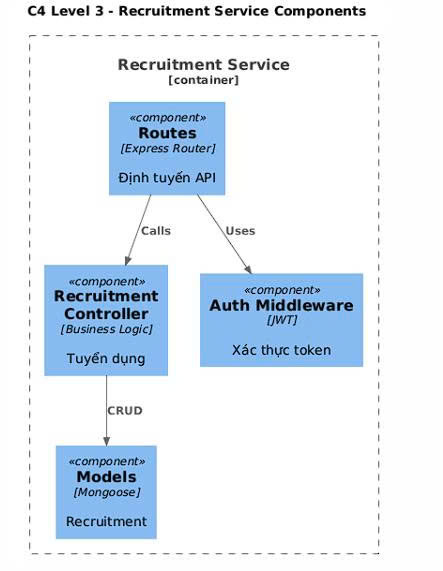 C4 Level 3 - Recruitment Service Components
Recruitment Service
[container]
«component»
Routes
[Express Router]
Định tuyến API
Calls
Uses
«component»
Recruitment
Controller
[Business Logic]
Tuyển dụng
«component»
Auth Middleware
[JWT]
Xác thực token
CRUD
«component»
Models
[Mongoose]
Recruitment